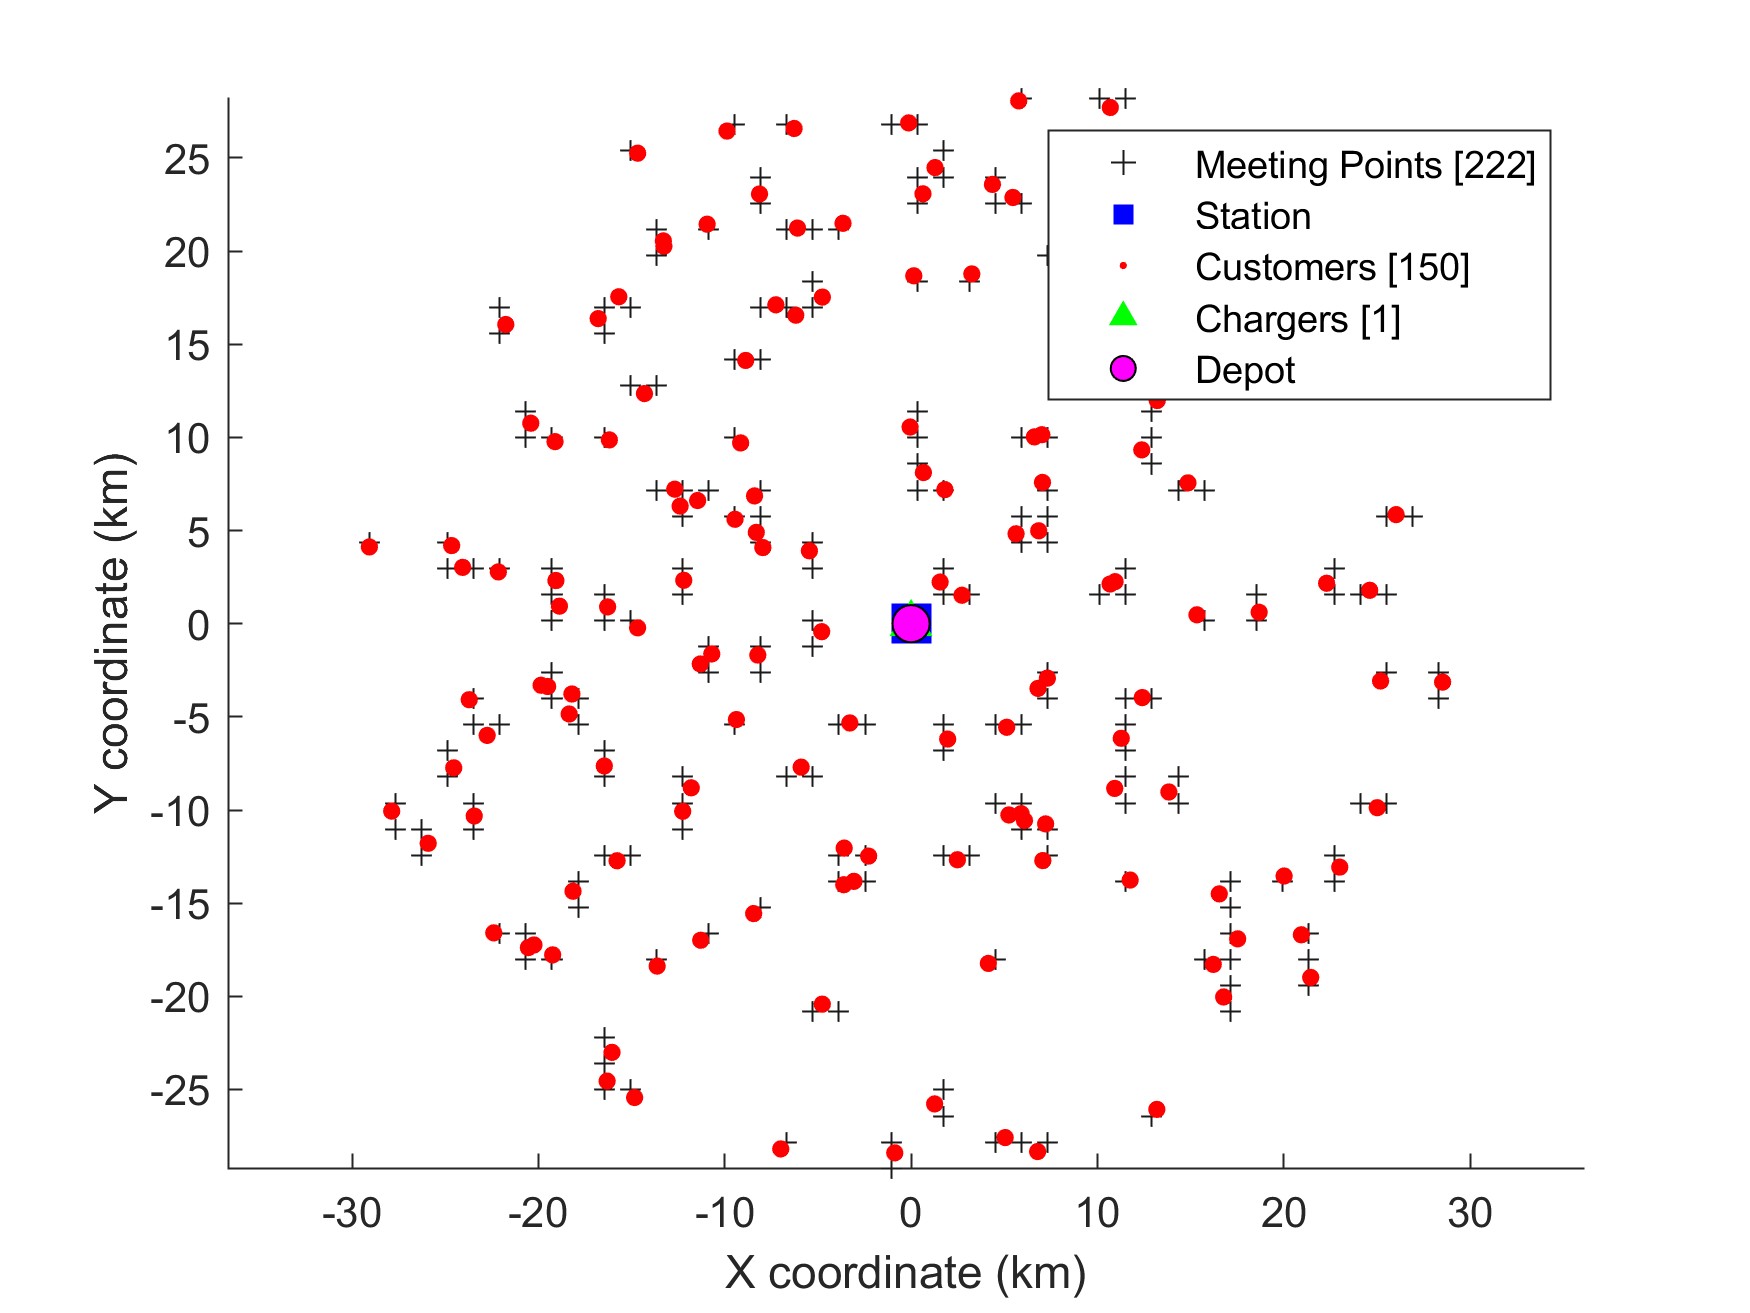 Meeting Points [222]
Station
Customers [150]
Chargers [1]
Depot
25
20
15
10
5
0
-5
-10
-15
-20
-25
Y coordinate (km)
-30 -20 -10 0 10 20 30
X coordinate (km)